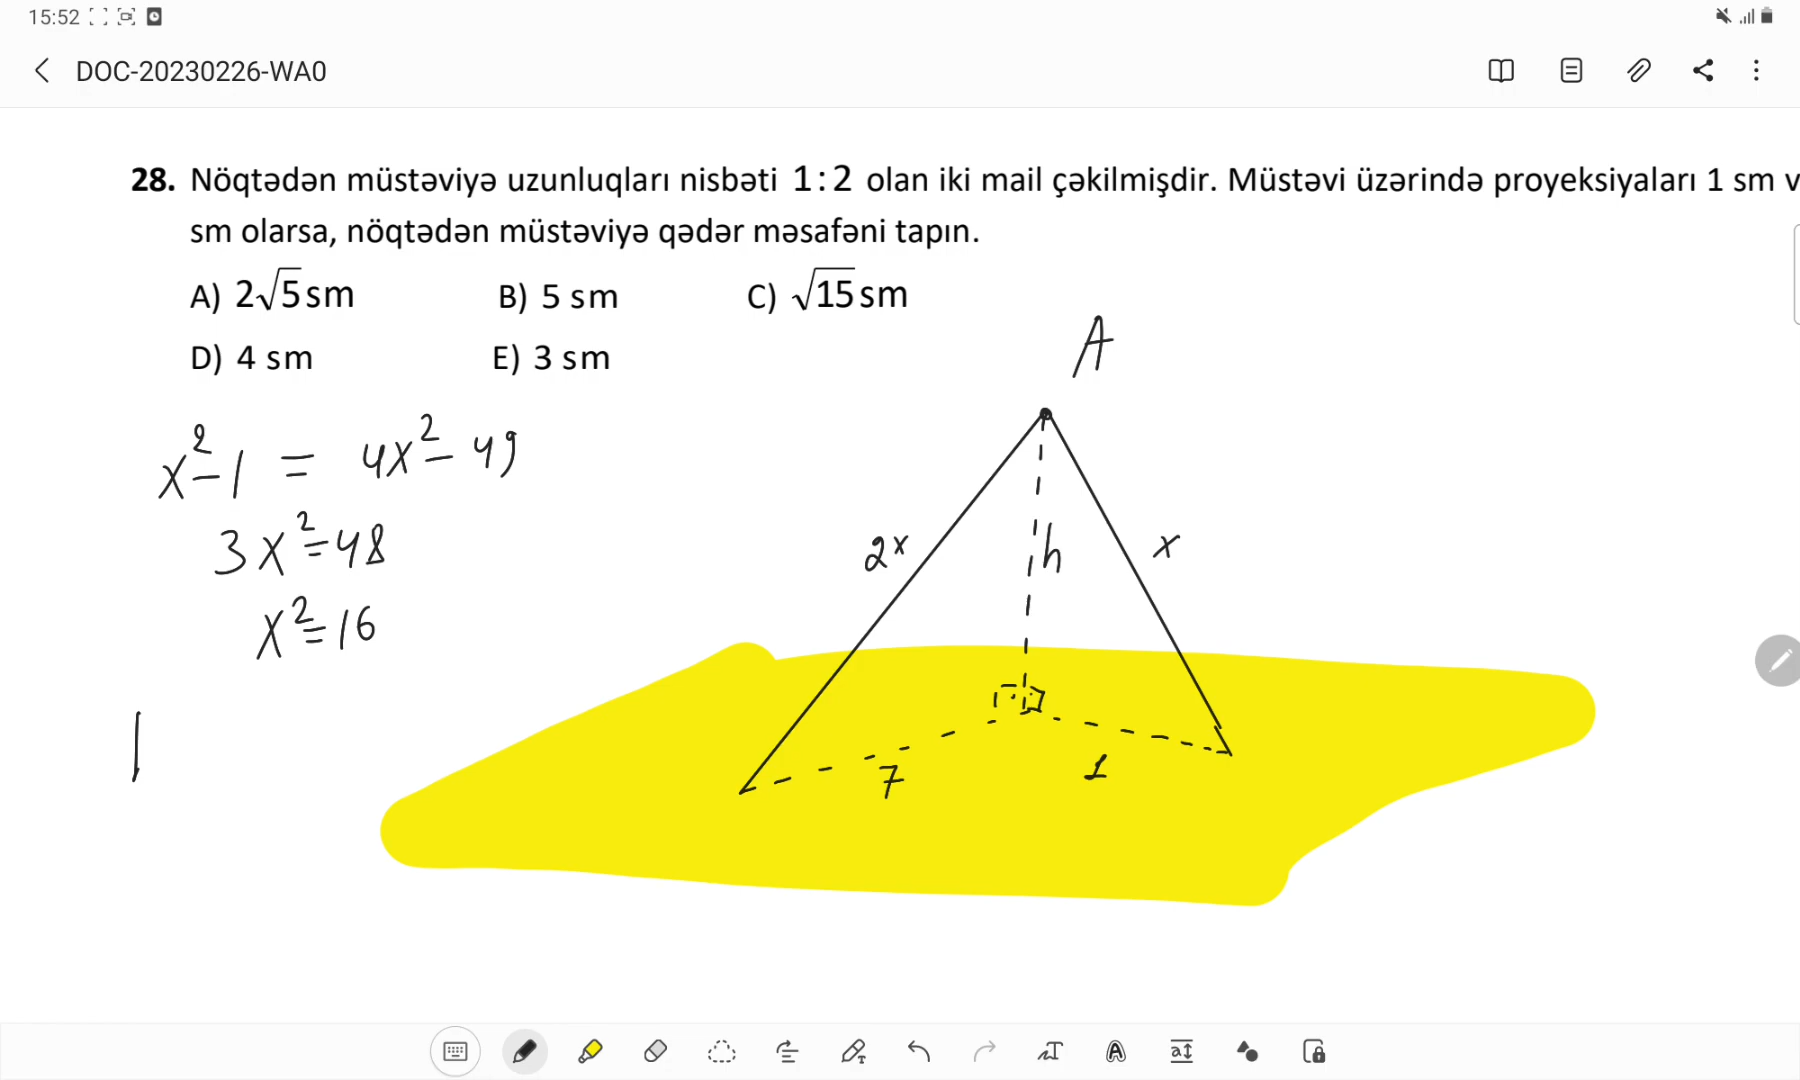 15:52
DOC-20230226-WA0
28. Nöqtədən müstəviyə uzunluqları nisbəti 1:2 olan iki mail çəkilmişdir. Müstəvi üzərində proyeksiyaları 1 sm v
sm olarsa, nöqtədən müstəviyə qədər məsafəni tapın.
A) 2√5 sm B) 5 sm C) √15 sm
D) 4 sm E) 3 sm
A
x²-1 = 4x²-49
3x²=48
x²=16
2x h x
7 1